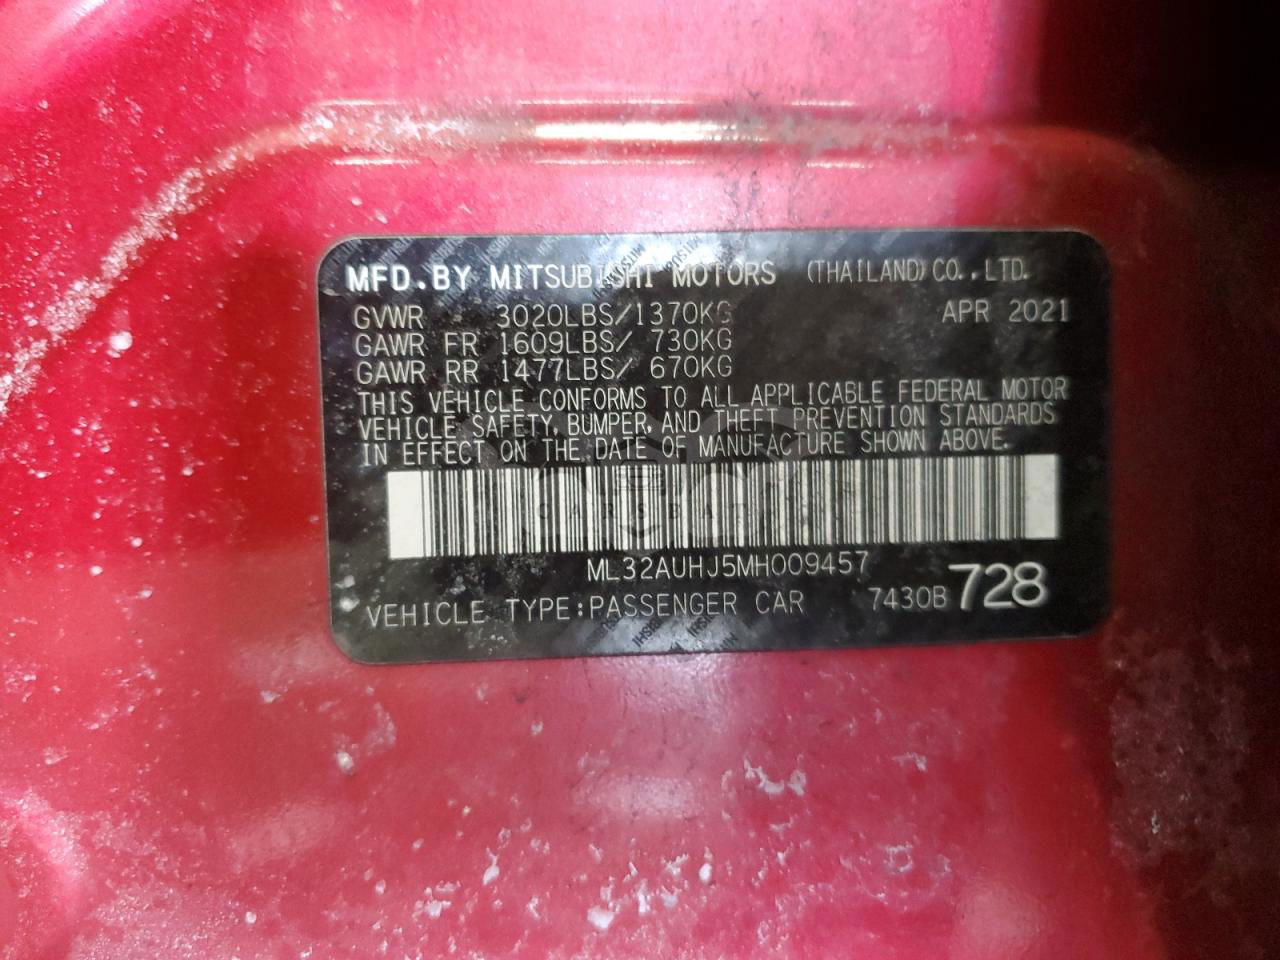 MFD.BY MITSUBISHI MOTORS (THAILAND)CO.,LTD.
GVWR 3020LBS/1370KG APR 2021
GAWR FR 1609LBS/ 730KG
GAWR RR 1477LBS/ 670KG
THIS VEHICLE CONFORMS TO ALL APPLICABLE FEDERAL MOTOR
VEHICLE SAFETY, BUMPER, AND THEFT PREVENTION STANDARDS
IN EFFECT ON THE DATE OF MANUFACTURE SHOWN ABOVE.
ML32AUHJ5MH009457
VEHICLE TYPE:PASSENGER CAR 7430B 728